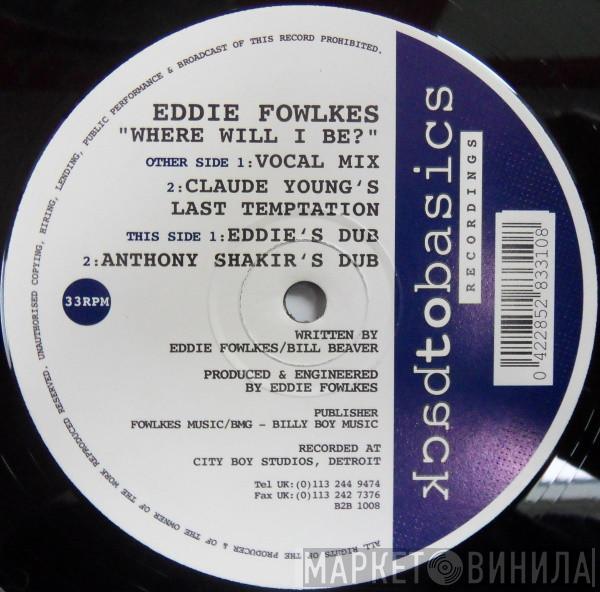 UNAUTHORISED COPYING, HIRING, LENDING, PUBLIC PERFORMANCE & BROADCAST OF THIS RECORD PROHIBITED.
EDDIE FOWLKES
"WHERE WILL I BE?"
OTHER SIDE 1:VOCAL MIX
2:CLAUDE YOUNG'S
LAST TEMPTATION
THIS SIDE 1:EDDIE'S DUB
2:ANTHONY SHAKIR'S DUB
33RPM
WRITTEN BY
EDDIE FOWLKES/BILL BEAVER
PRODUCED & ENGINEERED
BY EDDIE FOWLKES
PUBLISHER
FOWLKES MUSIC/BMG - BILLY BOY MUSIC
RECORDED AT
CITY BOY STUDIOS, DETROIT
Tel UK:(0)113 244 9474
Fax UK:(0)113 242 7376
B2B 1008
ALL RIGHTS OF THE PRODUCER & OF THE OWNER OF THE WORK REPRODUCED RESERVED.
backtobasics
RECORDINGS
0 422852 833108
МАРКЕТ ВИНИЛА